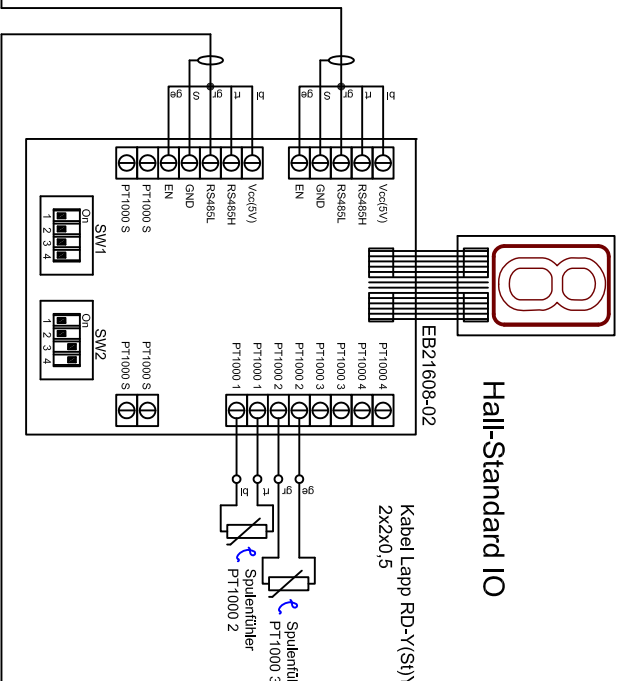 Hall-Standard IO
EB21608-02
Kabel Lapp RD-Y(St)Y
2x2x0,5
bl
rt
gr
S
ge
bl
rt
gr
S
ge
Vcc(5V)
RS485H
RS485L
GND
EN
Vcc(5V)
RS485H
RS485L
GND
EN
PT1000 S
PT1000 S
SW1
On
1 2 3 4
SW2
On
1 2 3 4
PT1000 S
PT1000 S
PT1000 4
PT1000 4
PT1000 3
PT1000 3
PT1000 2
PT1000 2
PT1000 1
PT1000 1
ge
gr
rt
bl
Spulenfühler
PT1000 2
Spulenfü
PT1000 3